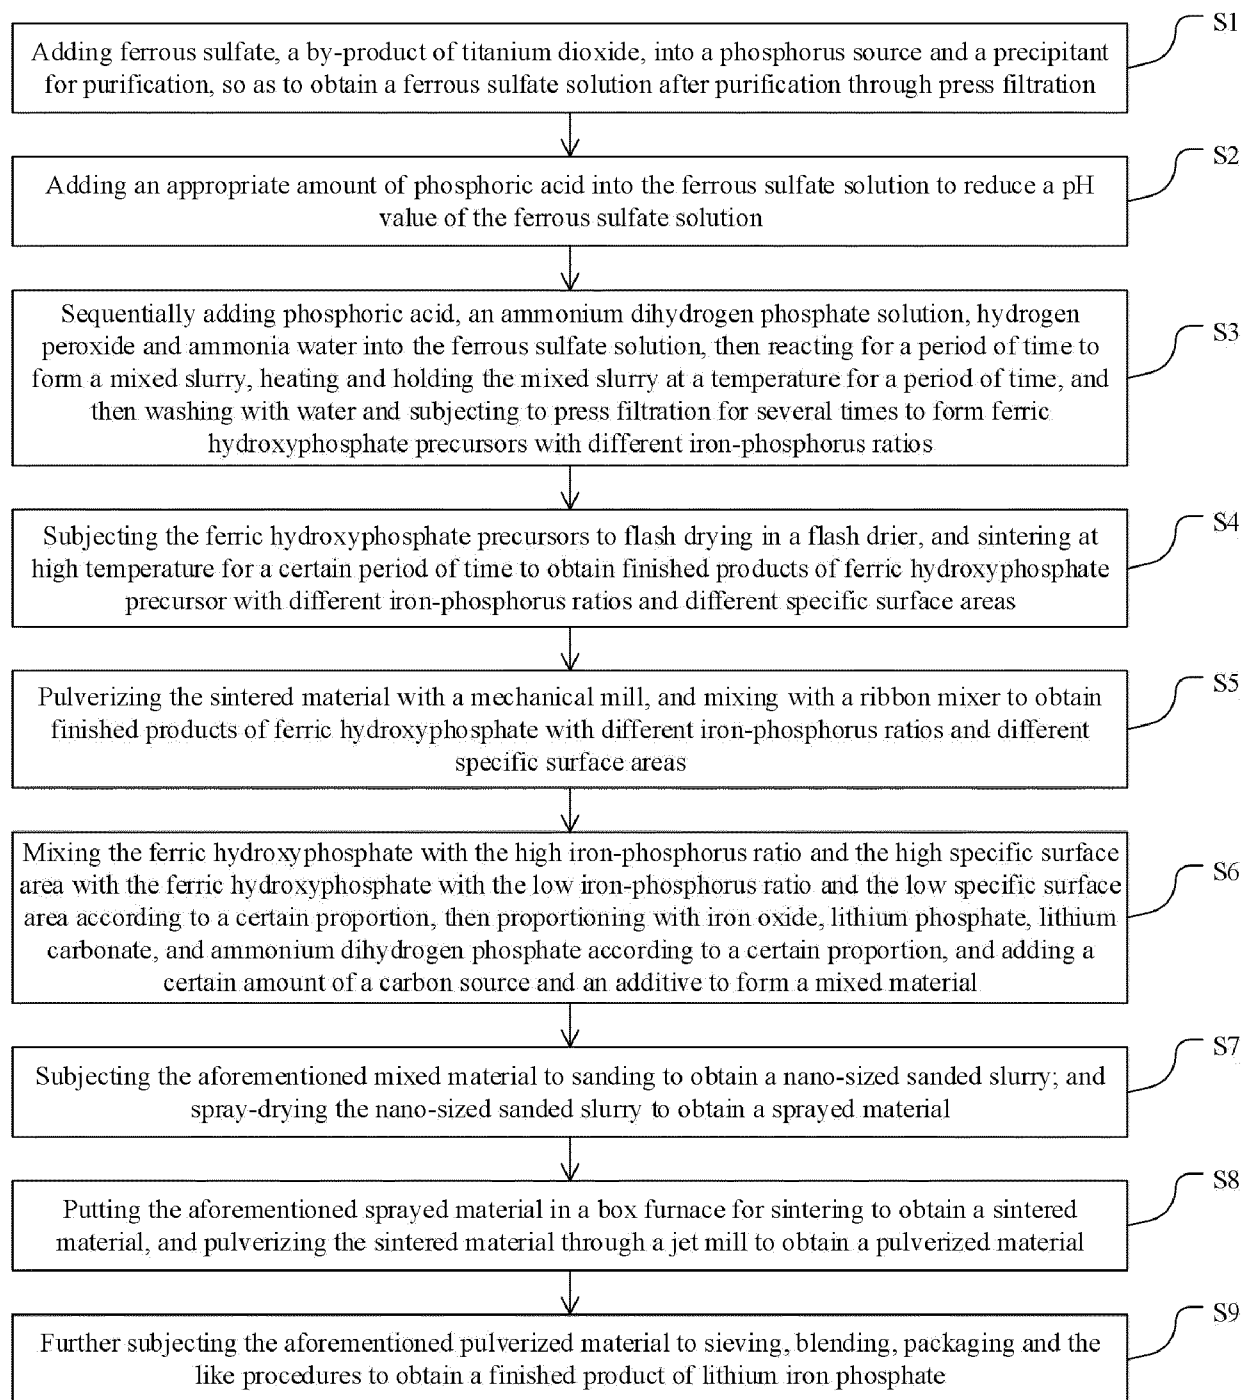 S1
Adding ferrous sulfate, a by-product of titanium dioxide, into a phosphorus source and a precipitant
for purification, so as to obtain a ferrous sulfate solution after purification through press filtration
S2
Adding an appropriate amount of phosphoric acid into the ferrous sulfate solution to reduce a pH
value of the ferrous sulfate solution
S3
Sequentially adding phosphoric acid, an ammonium dihydrogen phosphate solution, hydrogen
peroxide and ammonia water into the ferrous sulfate solution, then reacting for a period of time to
form a mixed slurry, heating and holding the mixed slurry at a temperature for a period of time, and
then washing with water and subjecting to press filtration for several times to form ferric
hydroxyphosphate precursors with different iron-phosphorus ratios
S4
Subjecting the ferric hydroxyphosphate precursors to flash drying in a flash drier, and sintering at
high temperature for a certain period of time to obtain finished products of ferric hydroxyphosphate
precursor with different iron-phosphorus ratios and different specific surface areas
S5
Pulverizing the sintered material with a mechanical mill, and mixing with a ribbon mixer to obtain
finished products of ferric hydroxyphosphate with different iron-phosphorus ratios and different
specific surface areas
S6
Mixing the ferric hydroxyphosphate with the high iron-phosphorus ratio and the high specific surface
area with the ferric hydroxyphosphate with the low iron-phosphorus ratio and the low specific surface
area according to a certain proportion, then proportioning with iron oxide, lithium phosphate, lithium
carbonate, and ammonium dihydrogen phosphate according to a certain proportion, and adding a
certain amount of a carbon source and an additive to form a mixed material
S7
Subjecting the aforementioned mixed material to sanding to obtain a nano-sized sanded slurry; and
spray-drying the nano-sized sanded slurry to obtain a sprayed material
S8
Putting the aforementioned sprayed material in a box furnace for sintering to obtain a sintered
material, and pulverizing the sintered material through a jet mill to obtain a pulverized material
S9
Further subjecting the aforementioned pulverized material to sieving, blending, packaging and the
like procedures to obtain a finished product of lithium iron phosphate